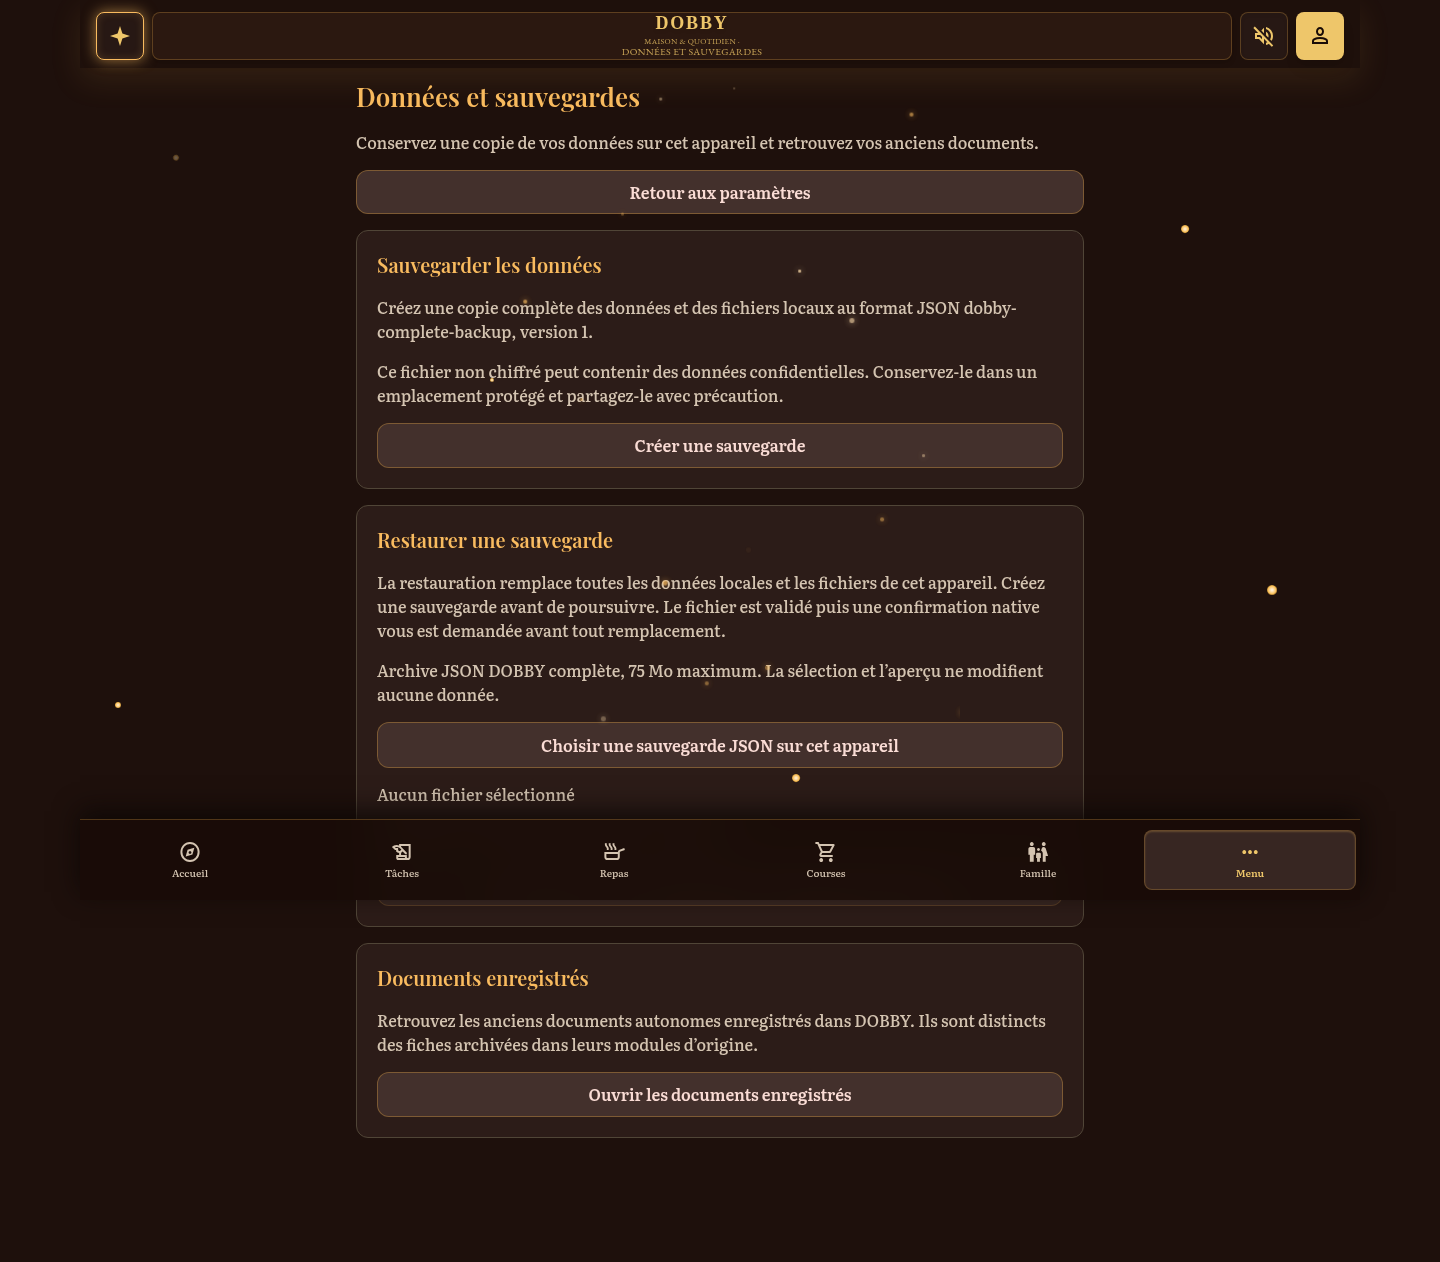 DOBBY
MAISON & QUOTIDIEN ·
DONNÉES ET SAUVEGARDES
Données et sauvegardes
Conservez une copie de vos données sur cet appareil et retrouvez vos anciens documents.
Retour aux paramètres
Sauvegarder les données
Créez une copie complète des données et des fichiers locaux au format JSON dobby-
complete-backup, version 1.
Ce fichier non chiffré peut contenir des données confidentielles. Conservez-le dans un
emplacement protégé et partagez-le avec précaution.
Créer une sauvegarde
Restaurer une sauvegarde
La restauration remplace toutes les données locales et les fichiers de cet appareil. Créez
une sauvegarde avant de poursuivre. Le fichier est validé puis une confirmation native
vous est demandée avant tout remplacement.
Archive JSON DOBBY complète, 75 Mo maximum. La sélection et l’aperçu ne modifient
aucune donnée.
Choisir une sauvegarde JSON sur cet appareil
Aucun fichier sélectionné
Accueil
Tâches
Repas
Courses
Famille
Menu
Documents enregistrés
Retrouvez les anciens documents autonomes enregistrés dans DOBBY. Ils sont distincts
des fiches archivées dans leurs modules d’origine.
Ouvrir les documents enregistrés